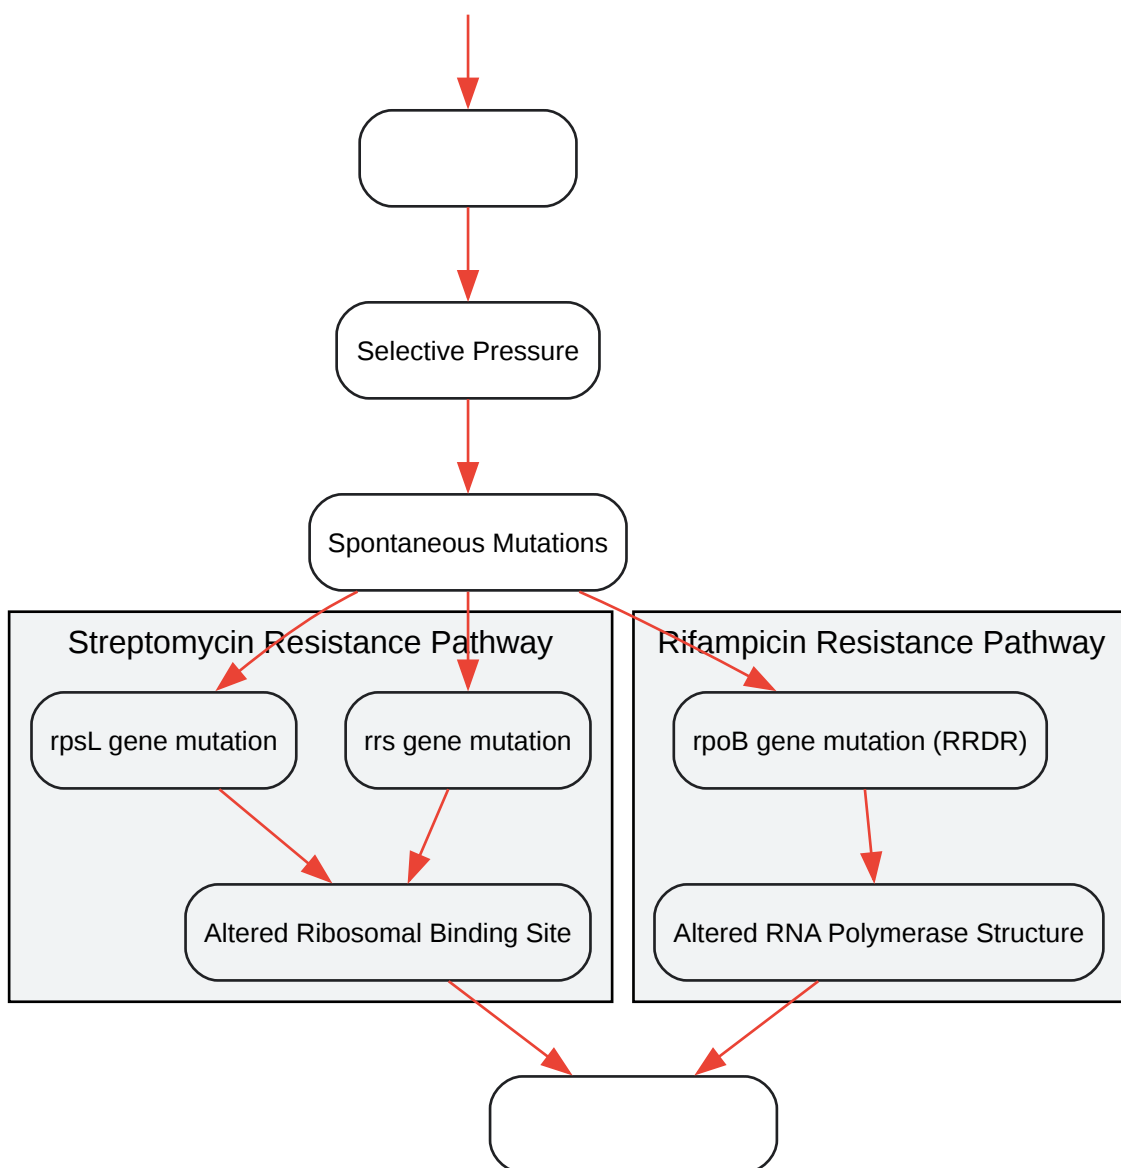 Selective Pressure
Spontaneous Mutations
Streptomycin Resistance Pathway
Rifampicin Resistance Pathway
rpsL gene mutation
rrs gene mutation
rpoB gene mutation (RRDR)
Altered Ribosomal Binding Site
Altered RNA Polymerase Structure